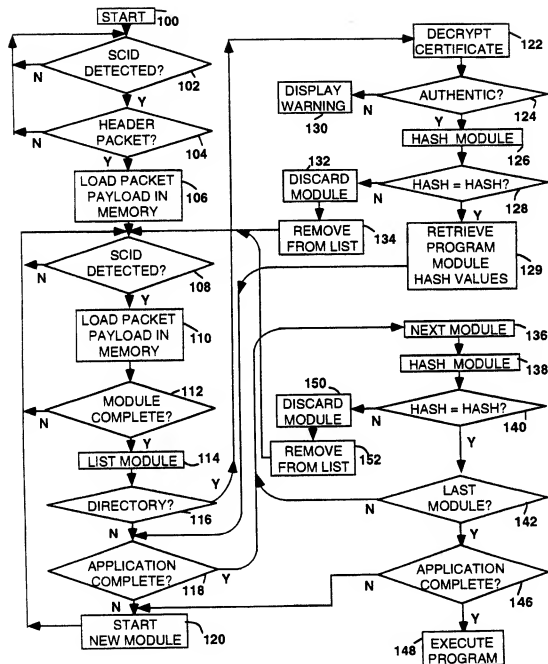 START
100
SCID
DETECTED?
N
102
Y
HEADER
PACKET?
N
104
Y
LOAD PACKET
PAYLOAD IN
MEMORY
106
SCID
DETECTED?
N
108
Y
LOAD PACKET
PAYLOAD IN
MEMORY
110
112
MODULE
COMPLETE?
N
Y
LIST MODULE
114
Y
DIRECTORY?
116
N
APPLICATION
COMPLETE?
118
Y
N
START
NEW MODULE
120
DECRYPT
CERTIFICATE
122
DISPLAY
WARNING
130
N
AUTHENTIC?
124
Y
HASH MODULE
126
132
DISCARD
MODULE
N
HASH = HASH?
128
REMOVE
FROM LIST
134
Y
RETRIEVE
PROGRAM
MODULE
HASH VALUES
129
NEXT MODULE
136
HASH MODULE
138
150
DISCARD
MODULE
N
HASH = HASH?
140
REMOVE
FROM LIST
152
Y
LAST
MODULE?
N
142
Y
APPLICATION
COMPLETE?
N
146
Y
148
EXECUTE
PROGRAM